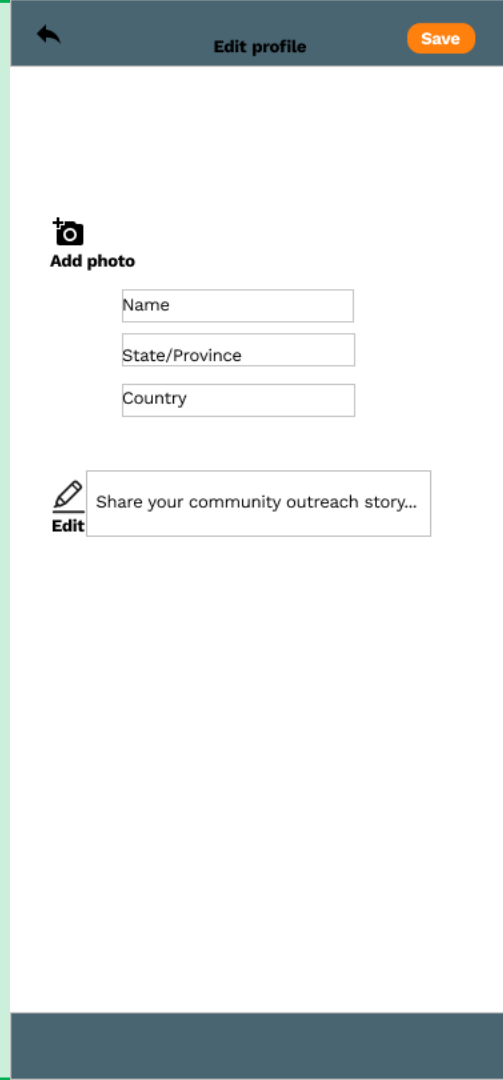 Edit profile
Save
Add photo
Name
State/Province
Country
Share your community outreach story...
Edit